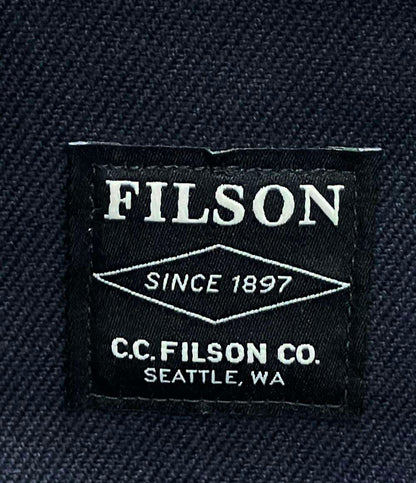 FILSON
SINCE 1897
C.C. FILSON CO.
SEATTLE, WA